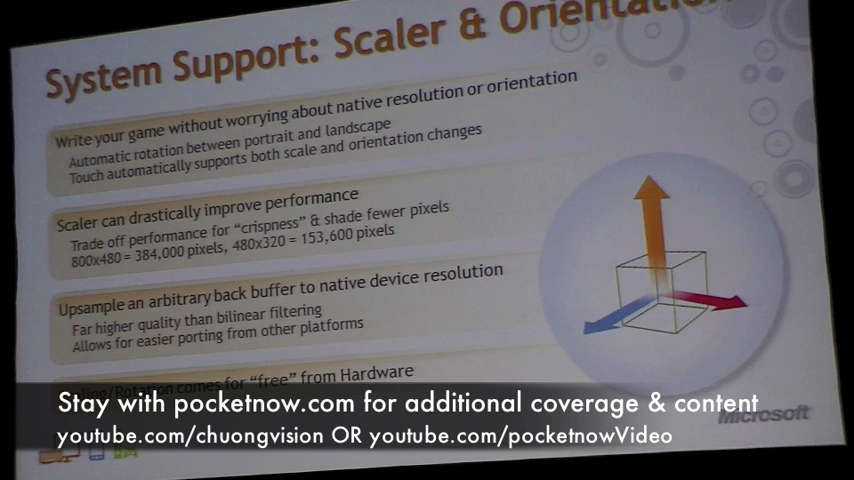 System Support: Scaler & Orientation
Write your game without worrying about native resolution or orientation
Automatic rotation between portrait and landscape
Touch automatically supports both scale and orientation changes
Scaler can drastically improve performance
Trade off performance for “crispness” & shade fewer pixels
800x480 = 384,000 pixels, 480x320 = 153,600 pixels
Upsample an arbitrary back buffer to native device resolution
Far higher quality than bilinear filtering
Allows for easier porting from other platforms
/Rotation comes for “free” from Hardware
Stay with pocketnow.com for additional coverage & content
Microsoft
youtube.com/chuongvision OR youtube.com/pocketnowVideo